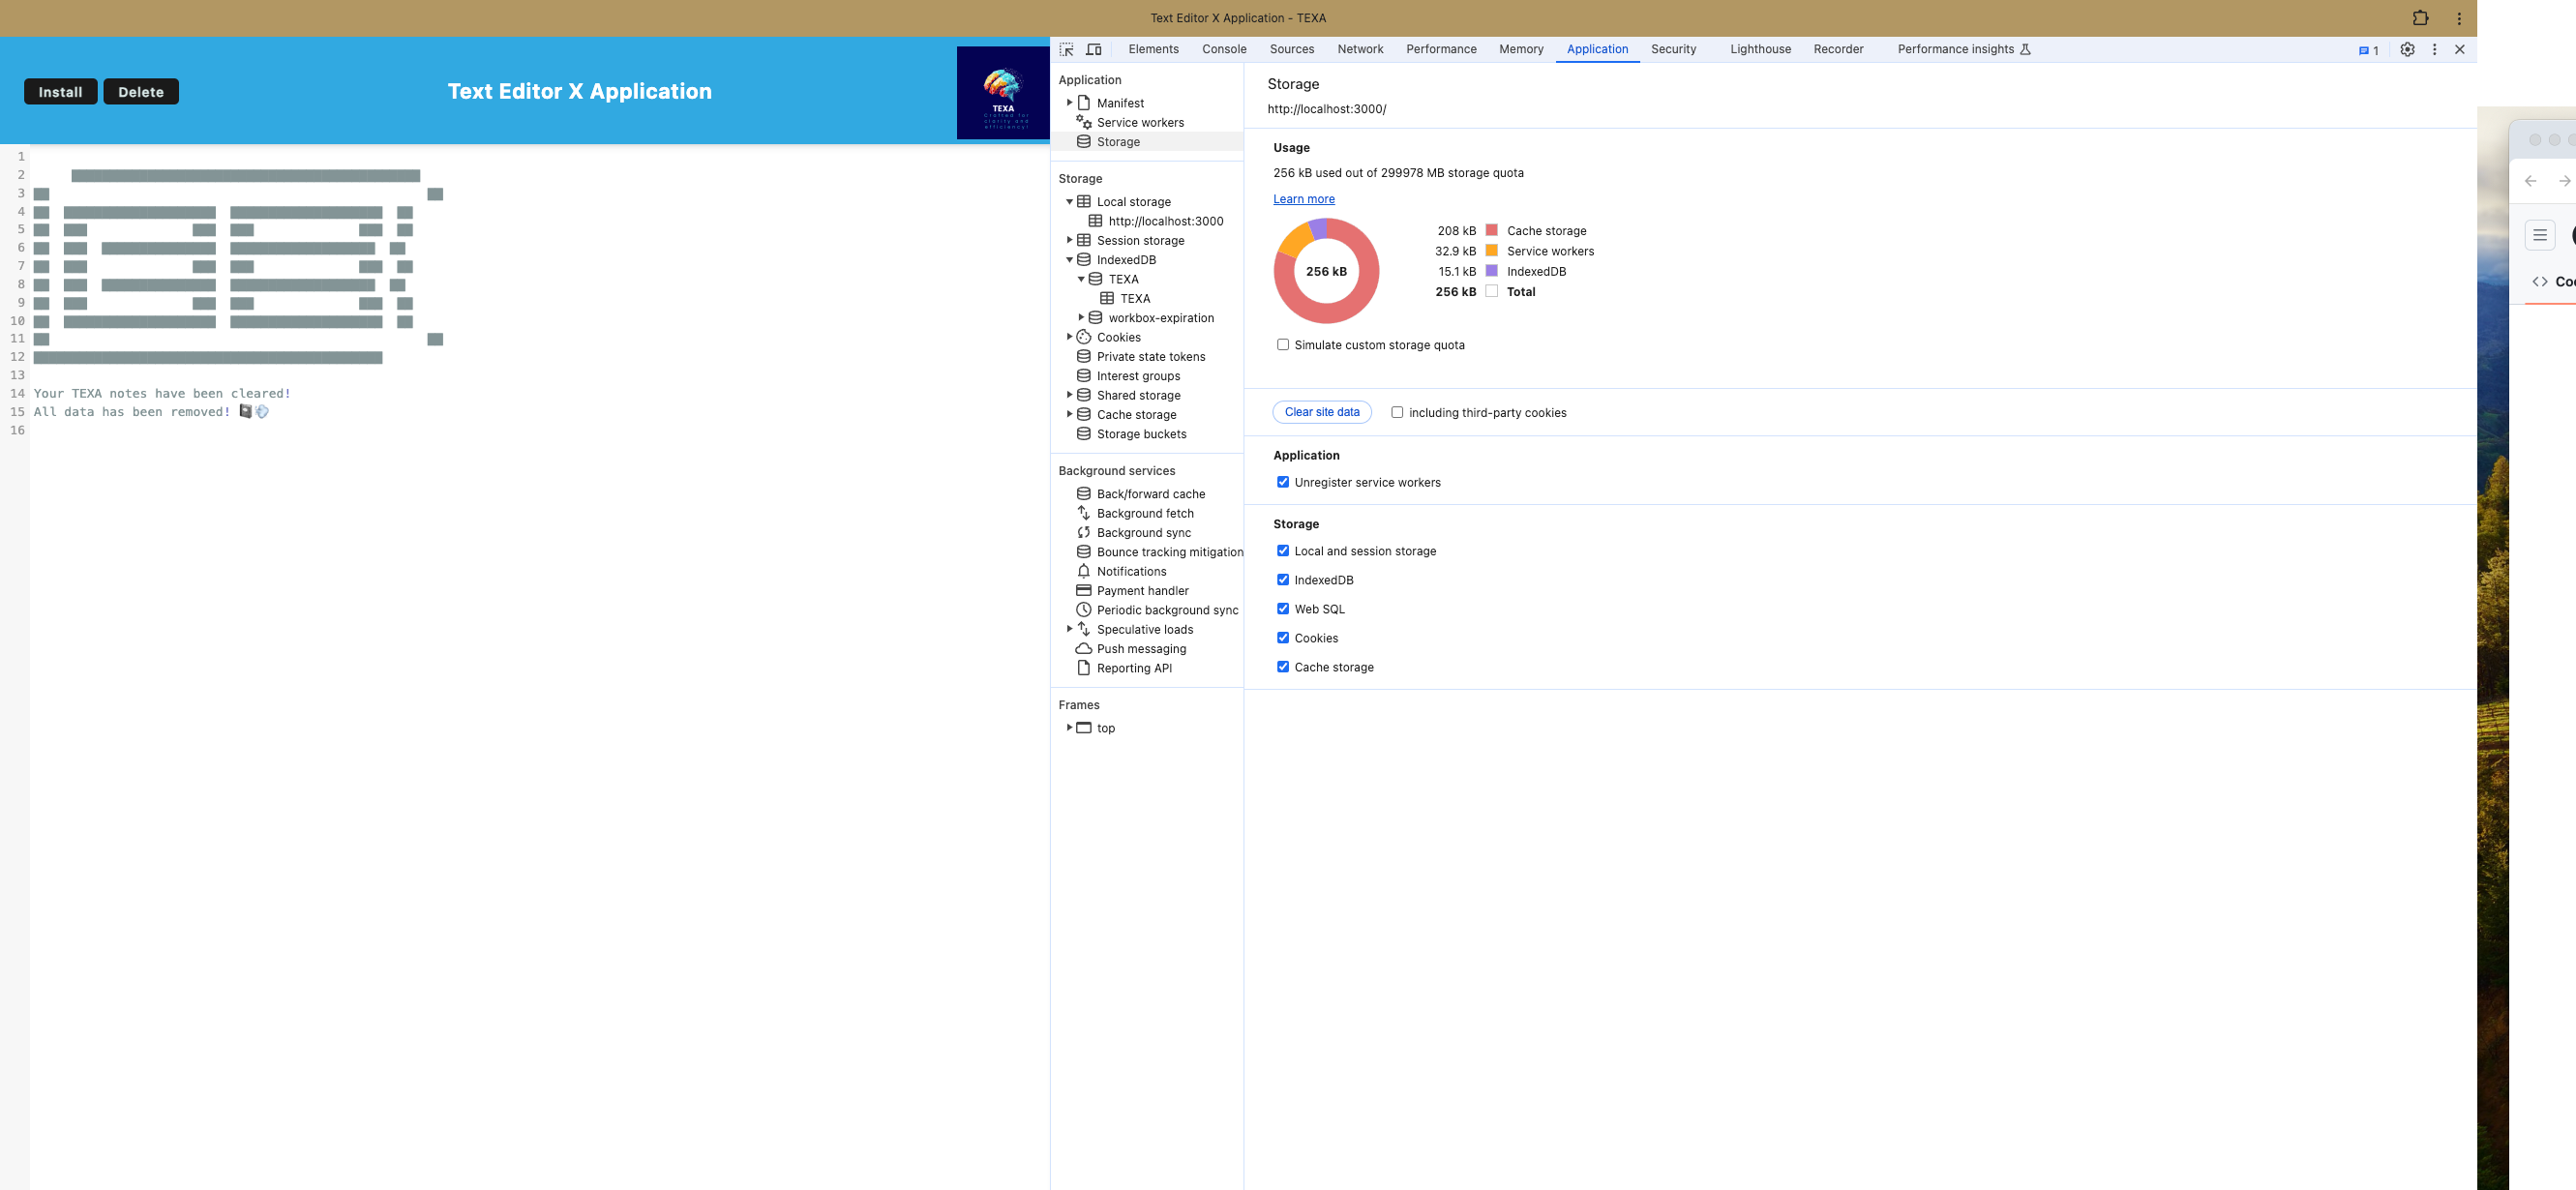 Text Editor X Application - TEXA
Install
Delete
Text Editor X Application
TEXA
Crafted for
clarity and
efficiency!
1
2
3
4
5
6
7
8
9
10
11
12
13
14 Your TEXA notes have been cleared!
15 All data has been removed! 📓💨
16
Elements
Console
Sources
Network
Performance
Memory
Application
Security
Lighthouse
Recorder
Performance insights
1
Application
Manifest
Service workers
Storage
Storage
Local storage
http://localhost:3000
Session storage
IndexedDB
TEXA
TEXA
workbox-expiration
Cookies
Private state tokens
Interest groups
Shared storage
Cache storage
Storage buckets
Background services
Back/forward cache
Background fetch
Background sync
Bounce tracking mitigation
Notifications
Payment handler
Periodic background sync
Speculative loads
Push messaging
Reporting API
Frames
top
Storage
http://localhost:3000/
Usage
256 kB used out of 299978 MB storage quota
Learn more
256 kB
208 kB Cache storage
32.9 kB Service workers
15.1 kB IndexedDB
256 kB Total
Simulate custom storage quota
Clear site data
including third-party cookies
Application
Unregister service workers
Storage
Local and session storage
IndexedDB
Web SQL
Cookies
Cache storage